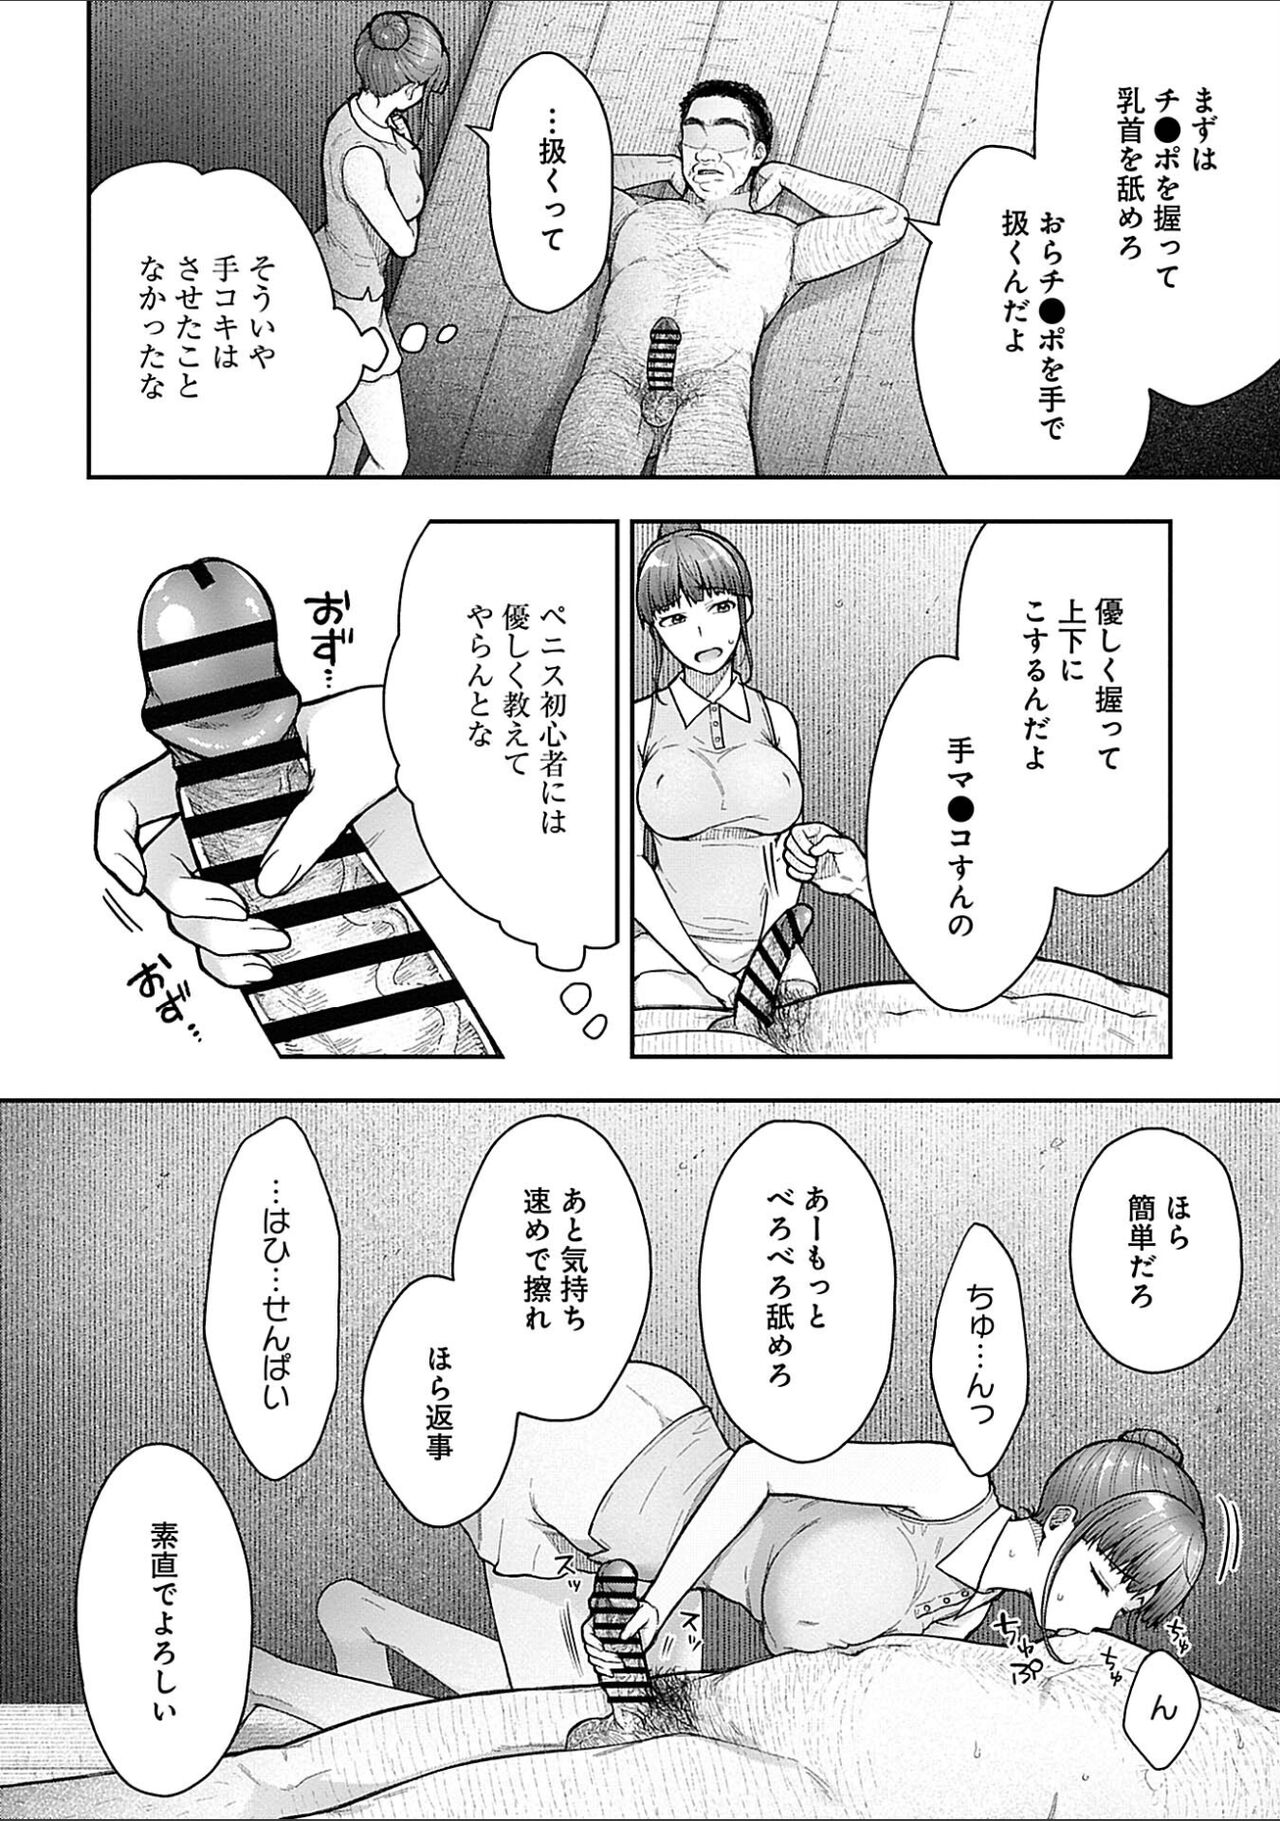 まずは
チ●ポを握って
乳首を舐めろ
おらチ●ポを手で
扱くんだよ
…扱くって
そういや
手コキは
させたこと
なかったな
優しく握って
上下に
こするんだよ
手マ●コすんの
ペニス初心者には
優しく教えて
やらんとな
おず…
おず…
ほら
簡単だろ
ちゅ…んっ
あーもっと
べろべろ舐めろ
あと気持ち
速めで擦れ
ほら返事
…はひ…せんぱい
素直でよろしい
スッ
スッ
ちゅぷ
ちゅ
ちゅ
ん